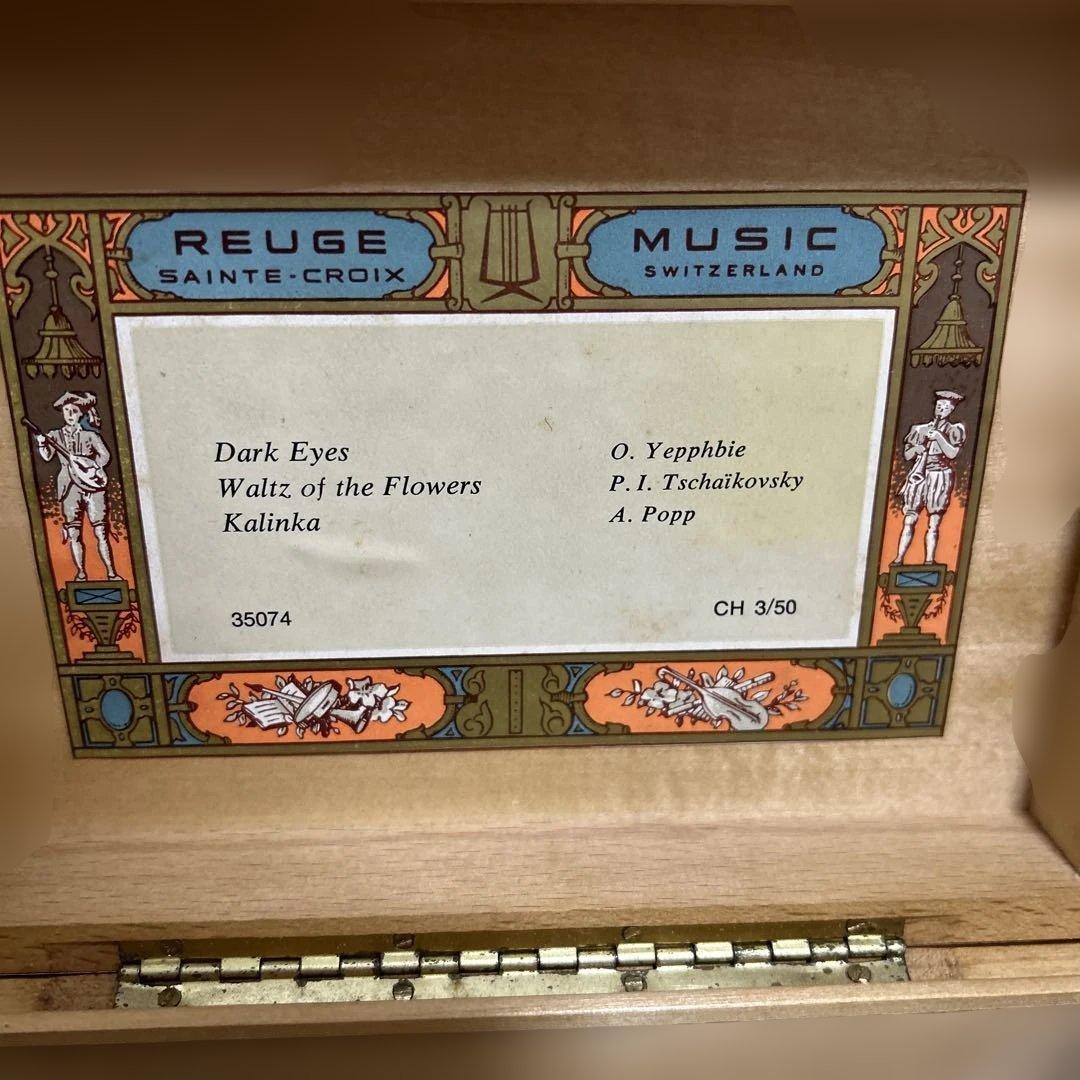 REUGE
SAINTE-CROIX
MUSIC
SWITZERLAND
Dark Eyes O. Yepphbie
Waltz of the Flowers P. I. Tschaïkovsky
Kalinka A. Popp
35074 CH 3/50